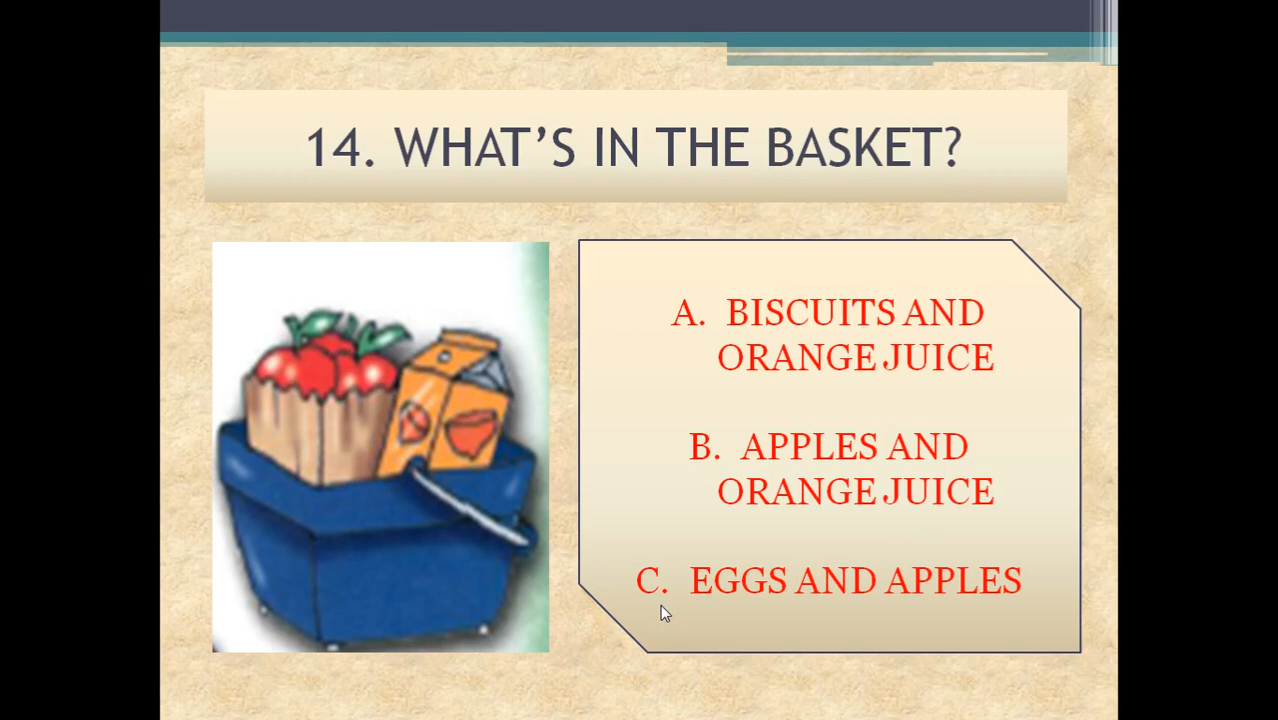 14. WHAT’S IN THE BASKET?
A. BISCUITS AND
ORANGE JUICE
B. APPLES AND
ORANGE JUICE
C. EGGS AND APPLES